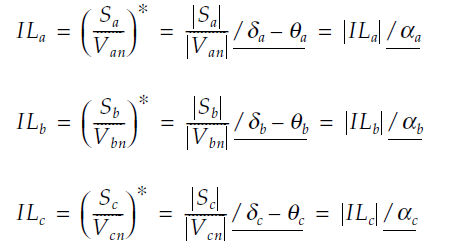 IL_a = (S_a / V_an)^* = |S_a| / |V_an| /δ_a − θ_a = |IL_a| /α_a
IL_b = (S_b / V_bn)^* = |S_b| / |V_bn| /δ_b − θ_b = |IL_b| /α_b
IL_c = (S_c / V_cn)^* = |S_c| / |V_cn| /δ_c − θ_c = |IL_c| /α_c